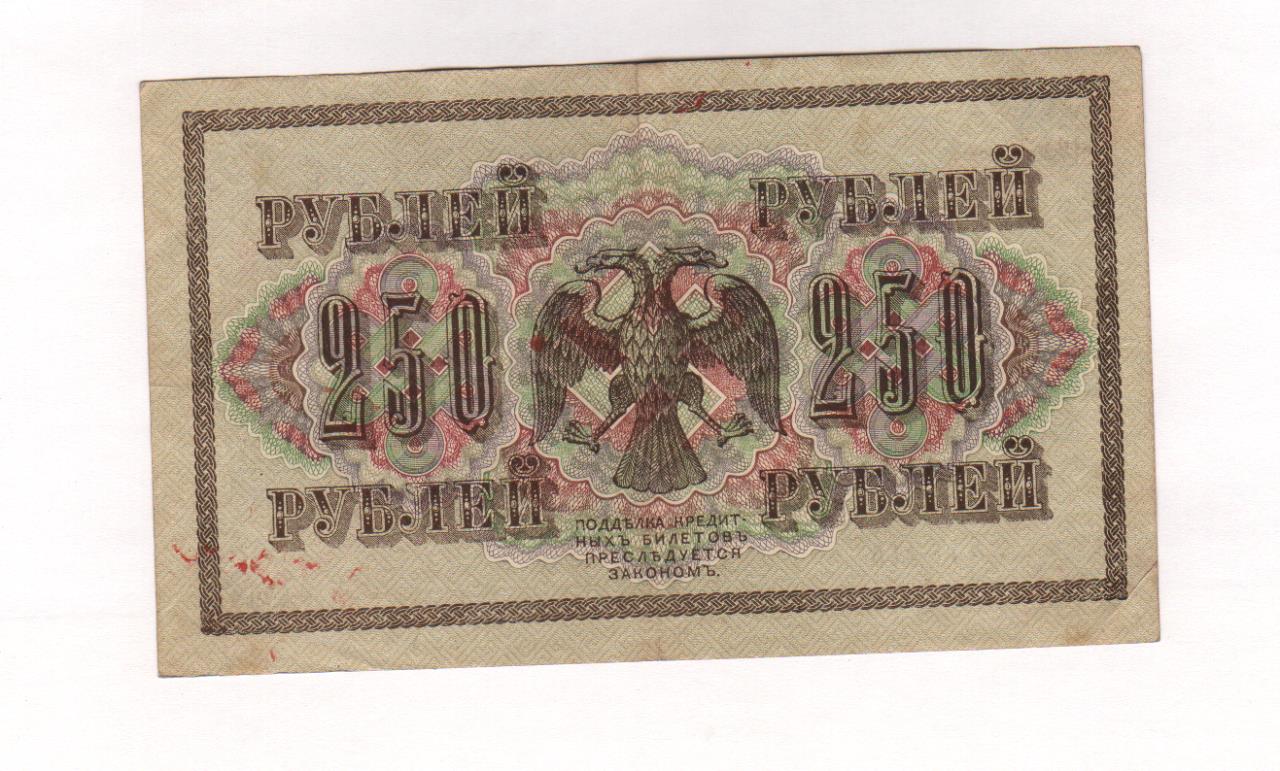 РУБЛЕЙ РУБЛЕЙ
250 250
РУБЛЕЙ РУБЛЕЙ
ПОДДѢЛКА КРЕДИТ-
НЫХЪ БИЛЕТОВЪ
ПРЕСЛѢДУЕТСЯ
ЗАКОНОМЪ.